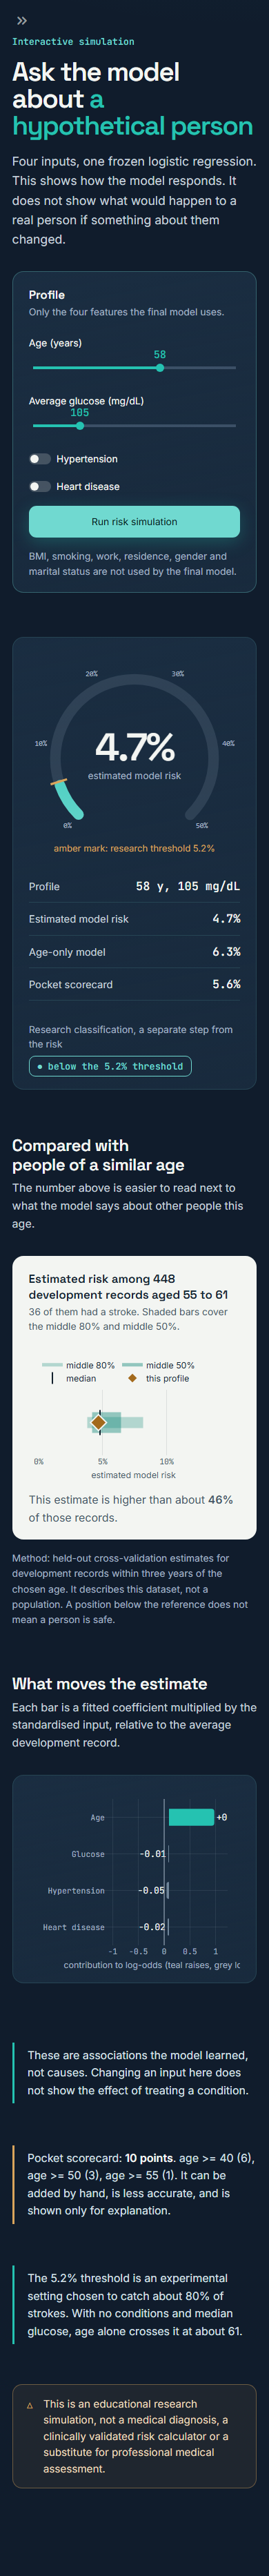 Interactive simulation
Ask the model
about a
hypothetical person
Four inputs, one frozen logistic regression.
This shows how the model responds. It
does not show what would happen to a
real person if something about them
changed.
Profile
Only the four features the final model uses.
Age (years)
58
Average glucose (mg/dL)
105
Hypertension
Heart disease
Run risk simulation
BMI, smoking, work, residence, gender and
marital status are not used by the final model.
20% 30%
10% 40%
4.7%
estimated model risk
0% 50%
amber mark: research threshold 5.2%
Profile 58 y, 105 mg/dL
Estimated model risk 4.7%
Age-only model 6.3%
Pocket scorecard 5.6%
Research classification, a separate step from
the risk
● below the 5.2% threshold
Compared with
people of a similar age
The number above is easier to read next to
what the model says about other people this
age.
Estimated risk among 448
development records aged 55 to 61
36 of them had a stroke. Shaded bars cover
the middle 80% and middle 50%.
middle 80% middle 50%
median this profile
0% 5% 10%
estimated model risk
This estimate is higher than about 46%
of those records.
Method: held-out cross-validation estimates for
development records within three years of the
chosen age. It describes this dataset, not a
population. A position below the reference does not
mean a person is safe.
What moves the estimate
Each bar is a fitted coefficient multiplied by the
standardised input, relative to the average
development record.
Age +0
Glucose -0.01
Hypertension -0.05
Heart disease -0.02
-1 -0.5 0 0.5 1
contribution to log-odds (teal raises, grey lo
These are associations the model learned,
not causes. Changing an input here does
not show the effect of treating a condition.
Pocket scorecard: 10 points. age >= 40 (6),
age >= 50 (3), age >= 55 (1). It can be
added by hand, is less accurate, and is
shown only for explanation.
The 5.2% threshold is an experimental
setting chosen to catch about 80% of
strokes. With no conditions and median
glucose, age alone crosses it at about 61.
This is an educational research
simulation, not a medical diagnosis, a
clinically validated risk calculator or a
substitute for professional medical
assessment.